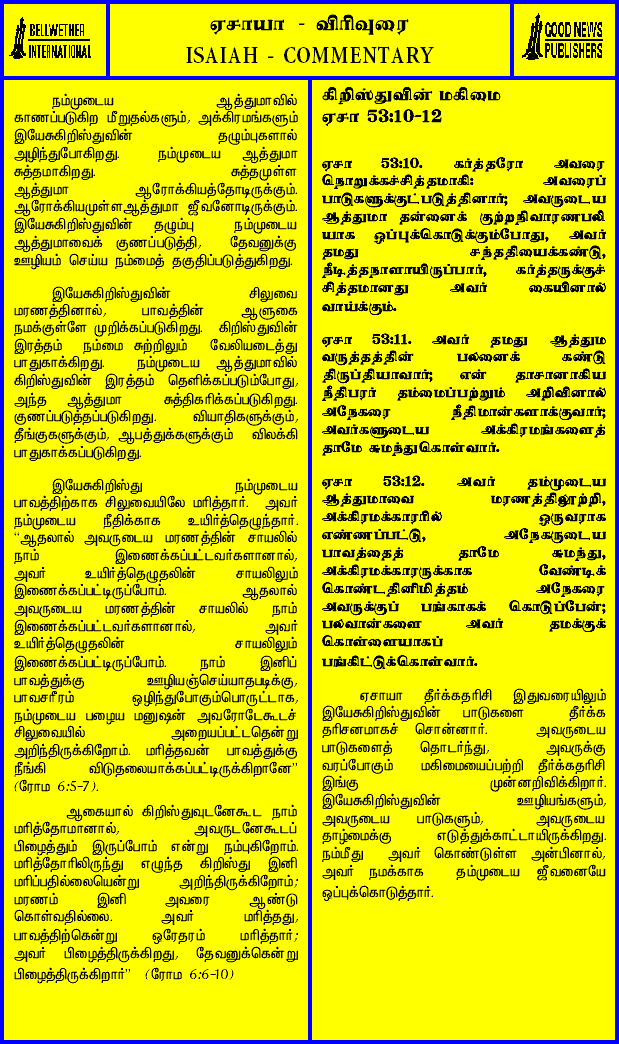 BELLWETHER
INTERNATIONAL
ஏசாயா - விரிவுரை
ISAIAH - COMMENTARY
GOOD NEWS
PUBLISHERS
நம்முடைய ஆத்துமாவில்
காணப்படுகிற மீறுதல்களும், அக்கிரமங்களும்
இயேசுகிறிஸ்துவின் தழும்புகளால்
அழிந்துபோகிறது. நம்முடைய ஆத்துமா
சுத்தமாகிறது. சுத்தமுள்ள
ஆத்துமா ஆரோக்கியத்தோடிருக்கும்.
ஆரோக்கியமுள்ளஆத்துமா ஜீவனோடிருக்கும்.
இயேசுகிறிஸ்துவின் தழும்பு நம்முடைய
ஆத்துமாவைக் குணப்படுத்தி, தேவனுக்கு
ஊழியம் செய்ய நம்மைத் தகுதிப்படுத்துகிறது.
இயேசுகிறிஸ்துவின் சிலுவை
மரணத்தினால், பாவத்தின் ஆளுகை
நமக்குள்ளே முறிக்கப்படுகிறது. கிறிஸ்துவின்
இரத்தம் நம்மை சுற்றிலும் வேலியடைத்து
பாதுகாக்கிறது. நம்முடைய ஆத்துமாவில்
கிறிஸ்துவின் இரத்தம் தெளிக்கப்படும்போது,
அந்த ஆத்துமா சுத்திகரிக்கப்படுகிறது.
குணப்படுத்தப்படுகிறது. வியாதிகளுக்கும்,
தீங்குகளுக்கும், ஆபத்துக்களுக்கும் விலக்கி
பாதுகாக்கப்படுகிறது.
இயேசுகிறிஸ்து நம்முடைய
பாவத்திற்காக சிலுவையிலே மரித்தார். அவர்
நம்முடைய நீதிக்காக உயிர்த்தெழுந்தார்.
“ஆதலால் அவருடைய மரணத்தின் சாயலில்
நாம் இணைக்கப்பட்டவர்களானால்,
அவர் உயிர்த்தெழுதலின் சாயலிலும்
இணைக்கப்பட்டிருப்போம். ஆதலால்
அவருடைய மரணத்தின் சாயலில் நாம்
இணைக்கப்பட்டவர்களானால், அவர்
உயிர்த்தெழுதலின் சாயலிலும்
இணைக்கப்பட்டிருப்போம். நாம் இனிப்
பாவத்துக்கு ஊழியஞ்செய்யாதபடிக்கு,
பாவசரீரம் ஒழிந்துபோகும்பொருட்டாக,
நம்முடைய பழைய மனுஷன் அவரோடேகூடச்
சிலுவையில் அறையப்பட்டதென்று
அறிந்திருக்கிறோம். மரித்தவன் பாவத்துக்கு
நீங்கி விடுதலையாக்கப்பட்டிருக்கிறானே”
(ரோம 6:5-7).
ஆகையால் கிறிஸ்துவுடனேகூட நாம்
மரித்தோமானால், அவருடனேகூடப்
பிழைத்தும் இருப்போம் என்று நம்புகிறோம்.
மரித்தோரிலிருந்து எழுந்த கிறிஸ்து இனி
மரிப்பதில்லையென்று அறிந்திருக்கிறோம்;
மரணம் இனி அவரை ஆண்டு
கொள்வதில்லை. அவர் மரித்தது,
பாவத்திற்கென்று ஒரேதரம் மரித்தார்;
அவர் பிழைத்திருக்கிறது, தேவனுக்கென்று
பிழைத்திருக்கிறார்” (ரோம 6:6-10)
கிறிஸ்துவின் மகிமை
ஏசா 53:10-12
ஏசா 53:10. கர்த்தரோ அவரை
நொறுக்கச்சித்தமாகி: அவரைப்
பாடுகளுக்குட்படுத்தினார்; அவருடைய
ஆத்துமா தன்னைக் குற்றநிவாரணபலி
யாக ஒப்புக்கொடுக்கும்போது, அவர்
தமது சந்ததியைக்கண்டு,
நீடித்தநாளாயிருப்பார், கர்த்தருக்குச்
சித்தமானது அவர் கையினால்
வாய்க்கும்.
ஏசா 53:11. அவர் தமது ஆத்தும
வருத்தத்தின் பலனைக் கண்டு
திருப்தியாவார்; என் தாசனாகிய
நீதிபரர் தம்மைப்பற்றும் அறிவினால்
அநேகரை நீதிமான்களாக்குவார்;
அவர்களுடைய அக்கிரமங்களைத்
தாமே சுமந்துகொள்வார்.
ஏசா 53:12. அவர் தம்முடைய
ஆத்துமாவை மரணத்திலூற்றி,
அக்கிரமக்காரரில் ஒருவராக
எண்ணப்பட்டு, அநேகருடைய
பாவத்தைத் தாமே சுமந்து,
அக்கிரமக்காரருக்காக வேண்டிக்
கொண்டதினிமித்தம் அநேகரை
அவருக்குப் பங்காகக் கொடுப்பேன்;
பலவான்களை அவர் தமக்குக்
கொள்ளையாகப்
பங்கிட்டுக்கொள்வார்.
ஏசாயா தீர்க்கதரிசி இதுவரையிலும்
இயேசுகிறிஸ்துவின் பாடுகளை தீர்க்க
தரிசனமாகச் சொன்னார். அவருடைய
பாடுகளைத் தொடர்ந்து, அவருக்கு
வரப்போகும் மகிமையைப்பற்றி தீர்க்கதரிசி
இங்கு முன்னறிவிக்கிறார்.
இயேசுகிறிஸ்துவின் ஊழியங்களும்,
அவருடைய பாடுகளும், அவருடைய
தாழ்மைக்கு எடுத்துக்காட்டாயிருக்கிறது.
நம்மீது அவர் கொண்டுள்ள அன்பினால்,
அவர் நமக்காக தம்முடைய ஜீவனையே
ஒப்புக்கொடுத்தார்.